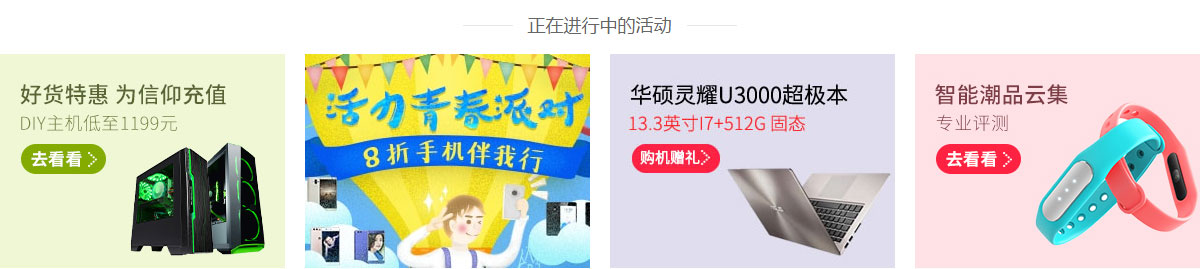 正在进行中的活动
好货特惠 为信仰充值
DIY主机低至1199元
去看看
活力青春派对
8折手机伴我行
华硕灵耀U3000超极本
13.3英寸I7+512G 固态
购机赠礼
智能潮品云集
专业评测
去看看